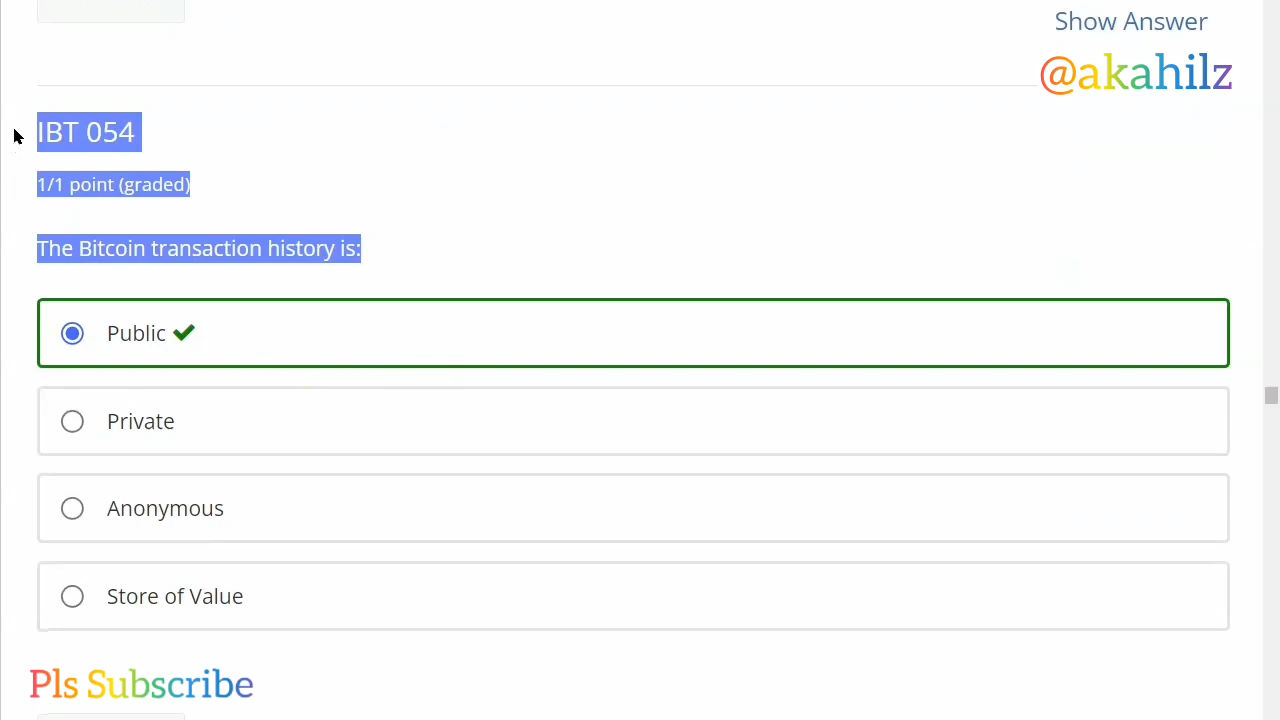 Show Answer
@akahilz
IBT 054
1/1 point (graded)
The Bitcoin transaction history is:
Public
Private
Anonymous
Store of Value
Pls Subscribe